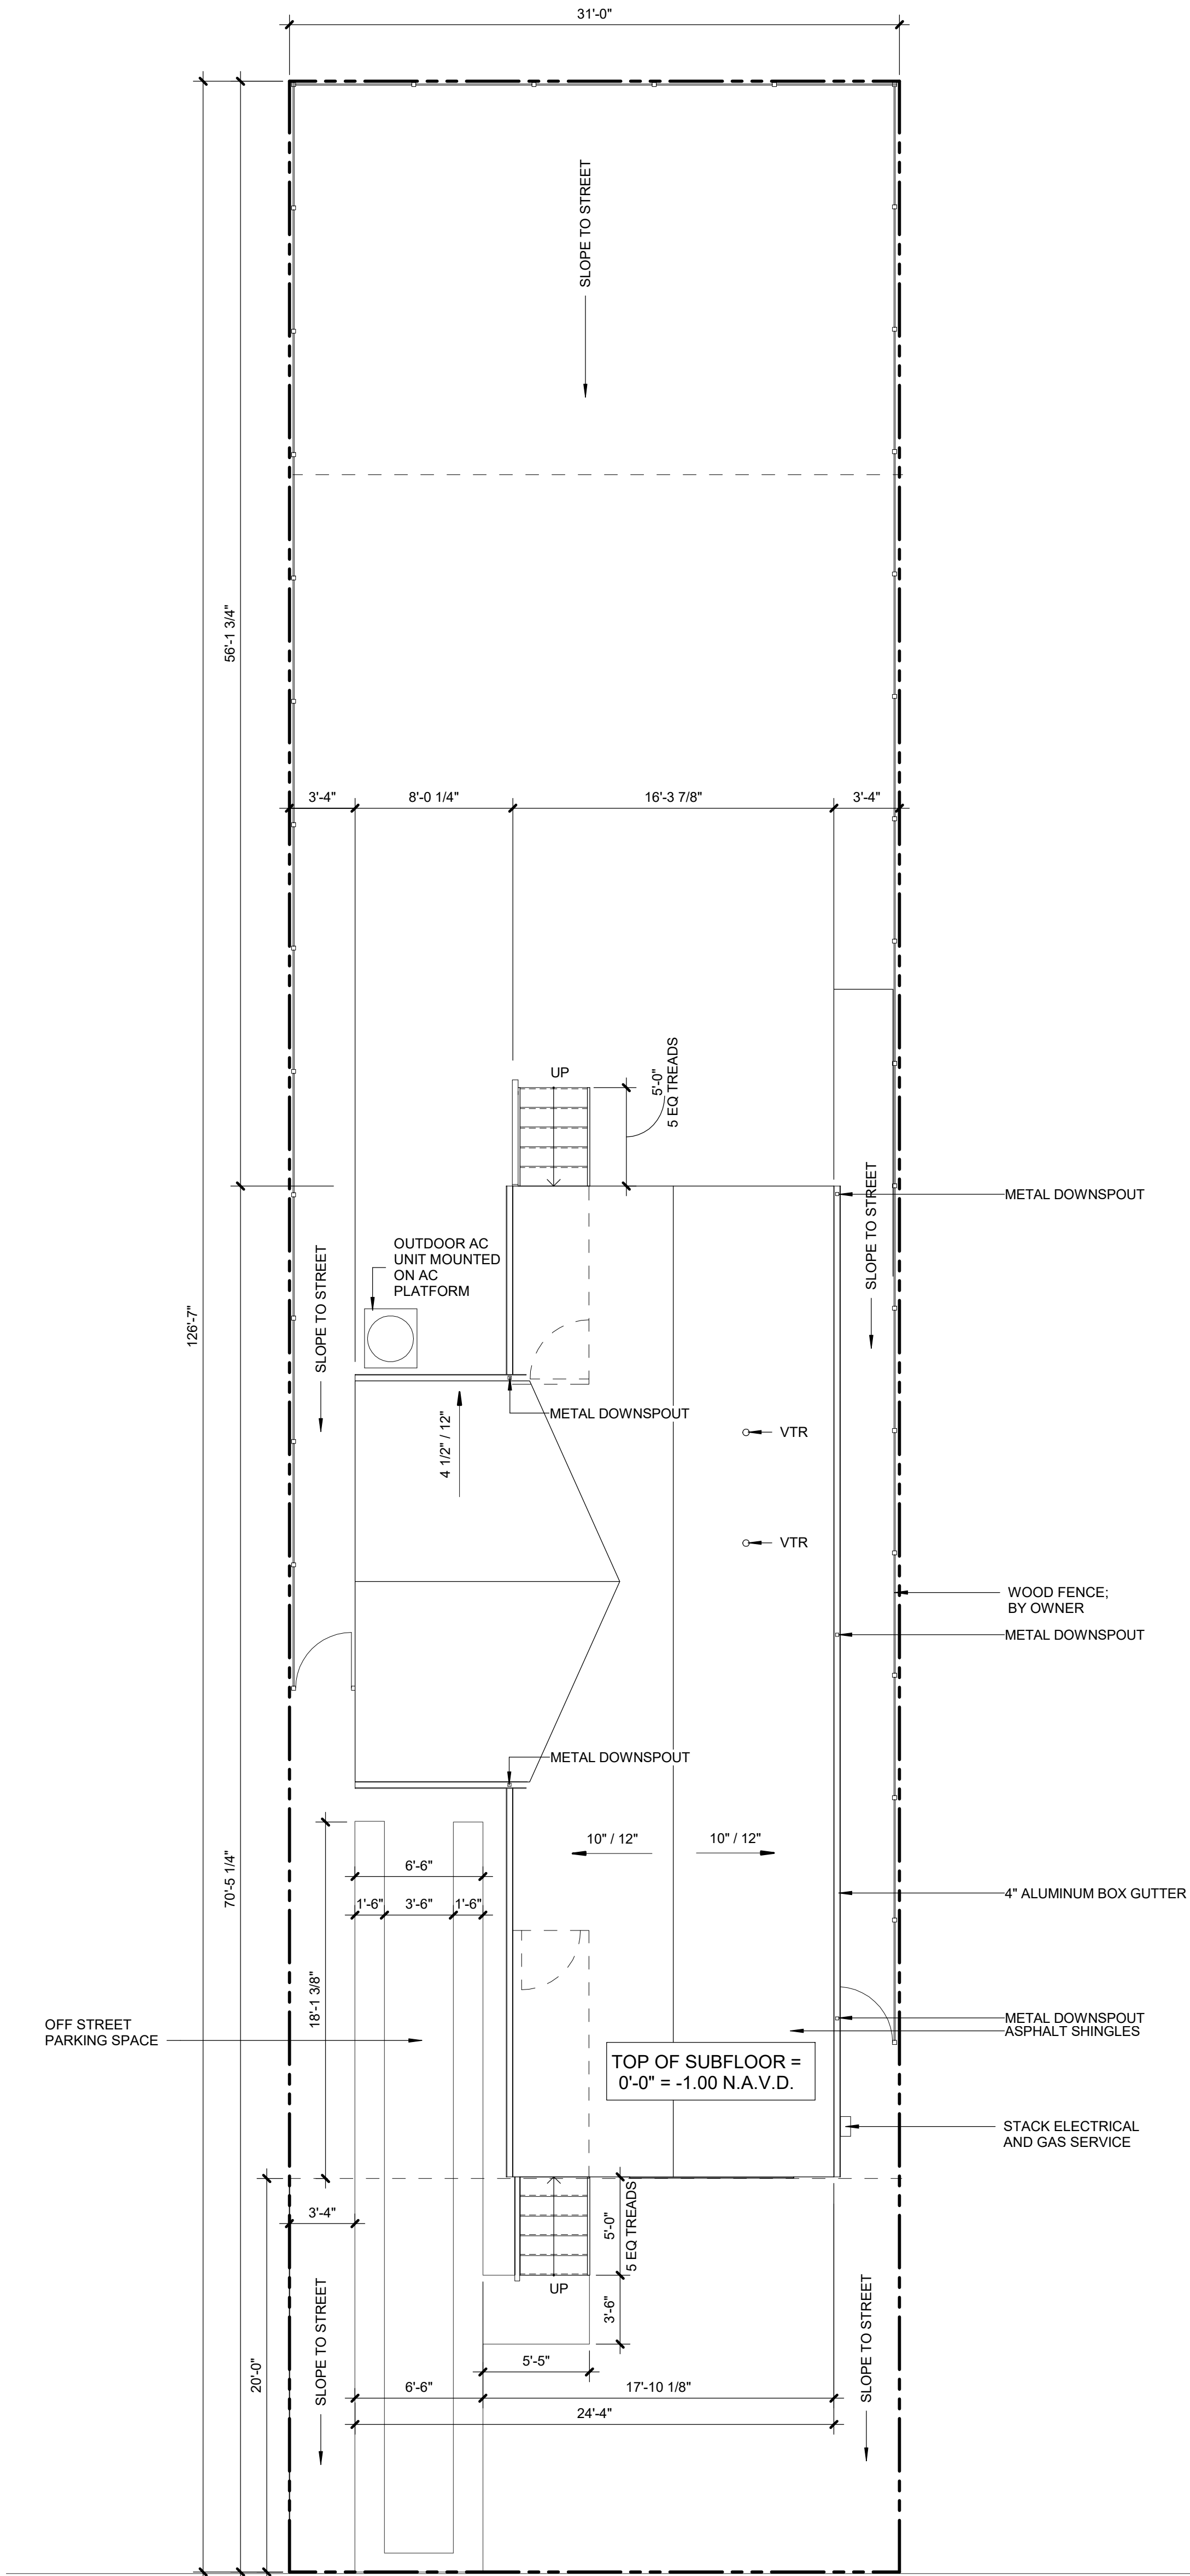 31'-0"
SLOPE TO STREET
56'-1 3/4"
3'-4"
8'-0 1/4"
16'-3 7/8"
3'-4"
UP
5'-0"
5 EQ TREADS
METAL DOWNSPOUT
SLOPE TO STREET
OUTDOOR AC
UNIT MOUNTED
ON AC
PLATFORM
SLOPE TO STREET
126'-7"
METAL DOWNSPOUT
4 1/2" / 12"
VTR
VTR
WOOD FENCE;
BY OWNER
METAL DOWNSPOUT
METAL DOWNSPOUT
10" / 12"
10" / 12"
6'-6"
70'-5 1/4"
4" ALUMINUM BOX GUTTER
1'-6"
3'-6"
1'-6"
18'-1 3/8"
OFF STREET
PARKING SPACE
METAL DOWNSPOUT
ASPHALT SHINGLES
TOP OF SUBFLOOR =
0'-0" = -1.00 N.A.V.D.
STACK ELECTRICAL
AND GAS SERVICE
3'-4"
5'-0"
5 EQ TREADS
UP
3'-6"
SLOPE TO STREET
SLOPE TO STREET
20'-0"
5'-5"
6'-6"
17'-10 1/8"
24'-4"